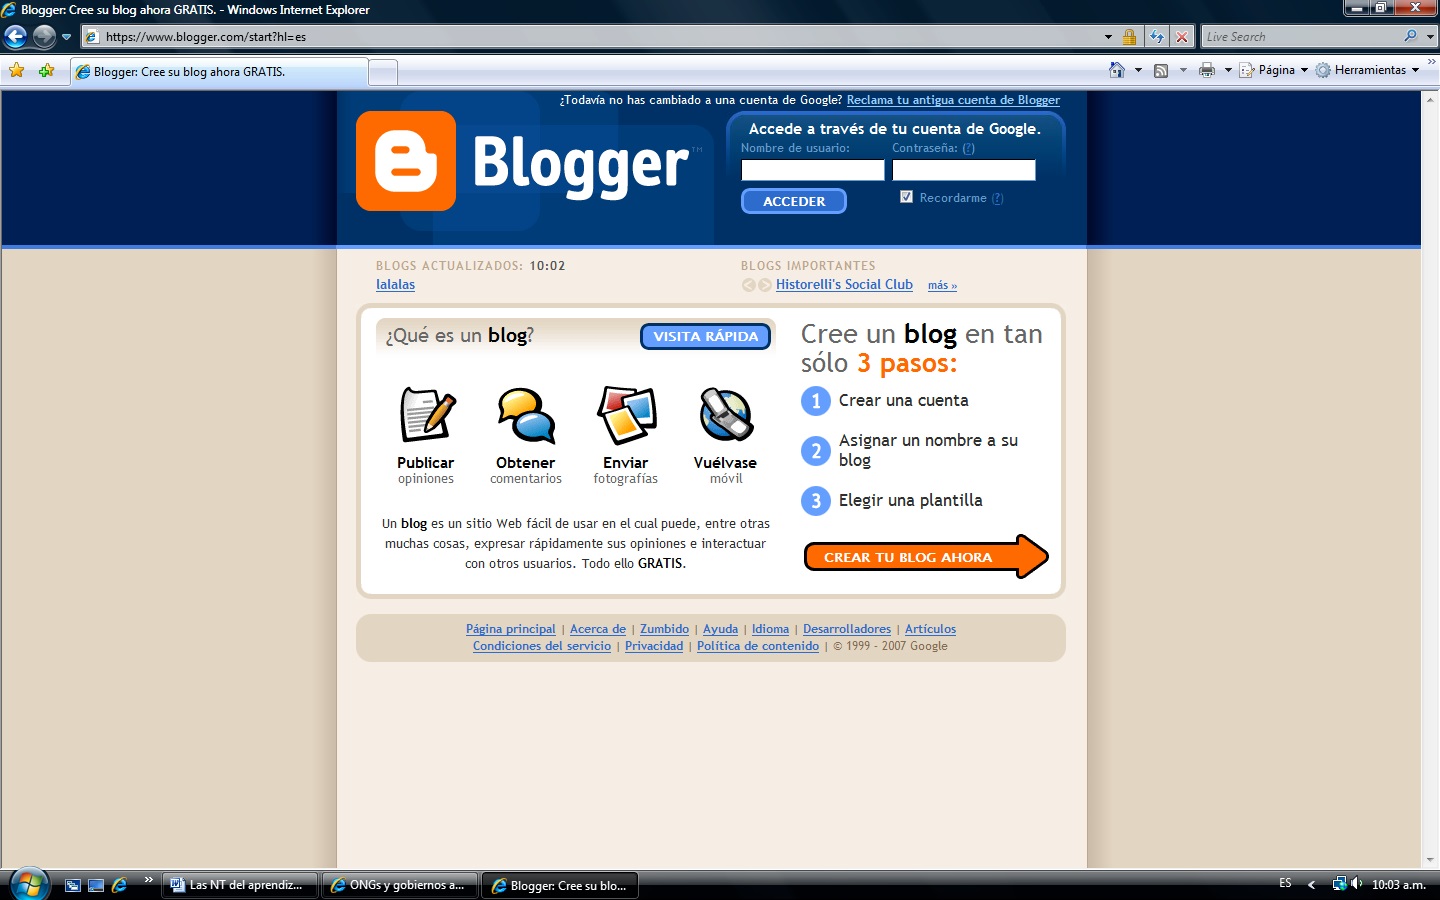 Blogger: Cree su blog ahora GRATIS. - Windows Internet Explorer
https://www.blogger.com/start?hl=es
Live Search
Blogger: Cree su blog ahora GRATIS.
Página
Herramientas
¿Todavía no has cambiado a una cuenta de Google? Reclama tu antigua cuenta de Blogger
Blogger™
Accede a través de tu cuenta de Google.
Nombre de usuario: Contraseña: (?)
ACCEDER
Recordarme (?)
BLOGS ACTUALIZADOS: 10:02
lalalas
BLOGS IMPORTANTES
Historelli's Social Club más »
¿Qué es un blog?
VISITA RÁPIDA
Publicar
opiniones
Obtener
comentarios
Enviar
fotografías
Vuélvase
móvil
Un blog es un sitio Web fácil de usar en el cual puede, entre otras
muchas cosas, expresar rápidamente sus opiniones e interactuar
con otros usuarios. Todo ello GRATIS.
Cree un blog en tan
sólo 3 pasos:
1 Crear una cuenta
2 Asignar un nombre a su
blog
3 Elegir una plantilla
CREAR TU BLOG AHORA
Página principal | Acerca de | Zumbido | Ayuda | Idioma | Desarrolladores | Artículos
Condiciones del servicio | Privacidad | Política de contenido | © 1999 - 2007 Google
Las NT del aprendiz...
ONGs y gobiernos a...
Blogger: Cree su blo...
ES
10:03 a.m.